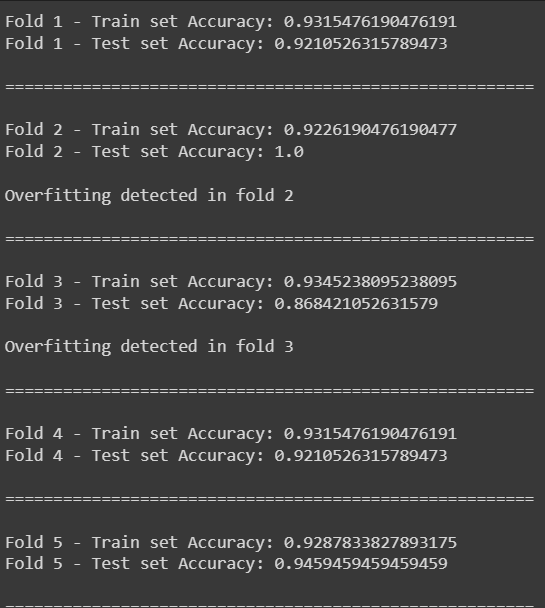 Fold 1 - Train set Accuracy: 0.9315476190476191
Fold 1 - Test set Accuracy: 0.9210526315789473
======================================================
Fold 2 - Train set Accuracy: 0.9226190476190477
Fold 2 - Test set Accuracy: 1.0
Overfitting detected in fold 2
======================================================
Fold 3 - Train set Accuracy: 0.9345238095238095
Fold 3 - Test set Accuracy: 0.868421052631579
Overfitting detected in fold 3
======================================================
Fold 4 - Train set Accuracy: 0.9315476190476191
Fold 4 - Test set Accuracy: 0.9210526315789473
======================================================
Fold 5 - Train set Accuracy: 0.9287833827893175
Fold 5 - Test set Accuracy: 0.9459459459459459
======================================================